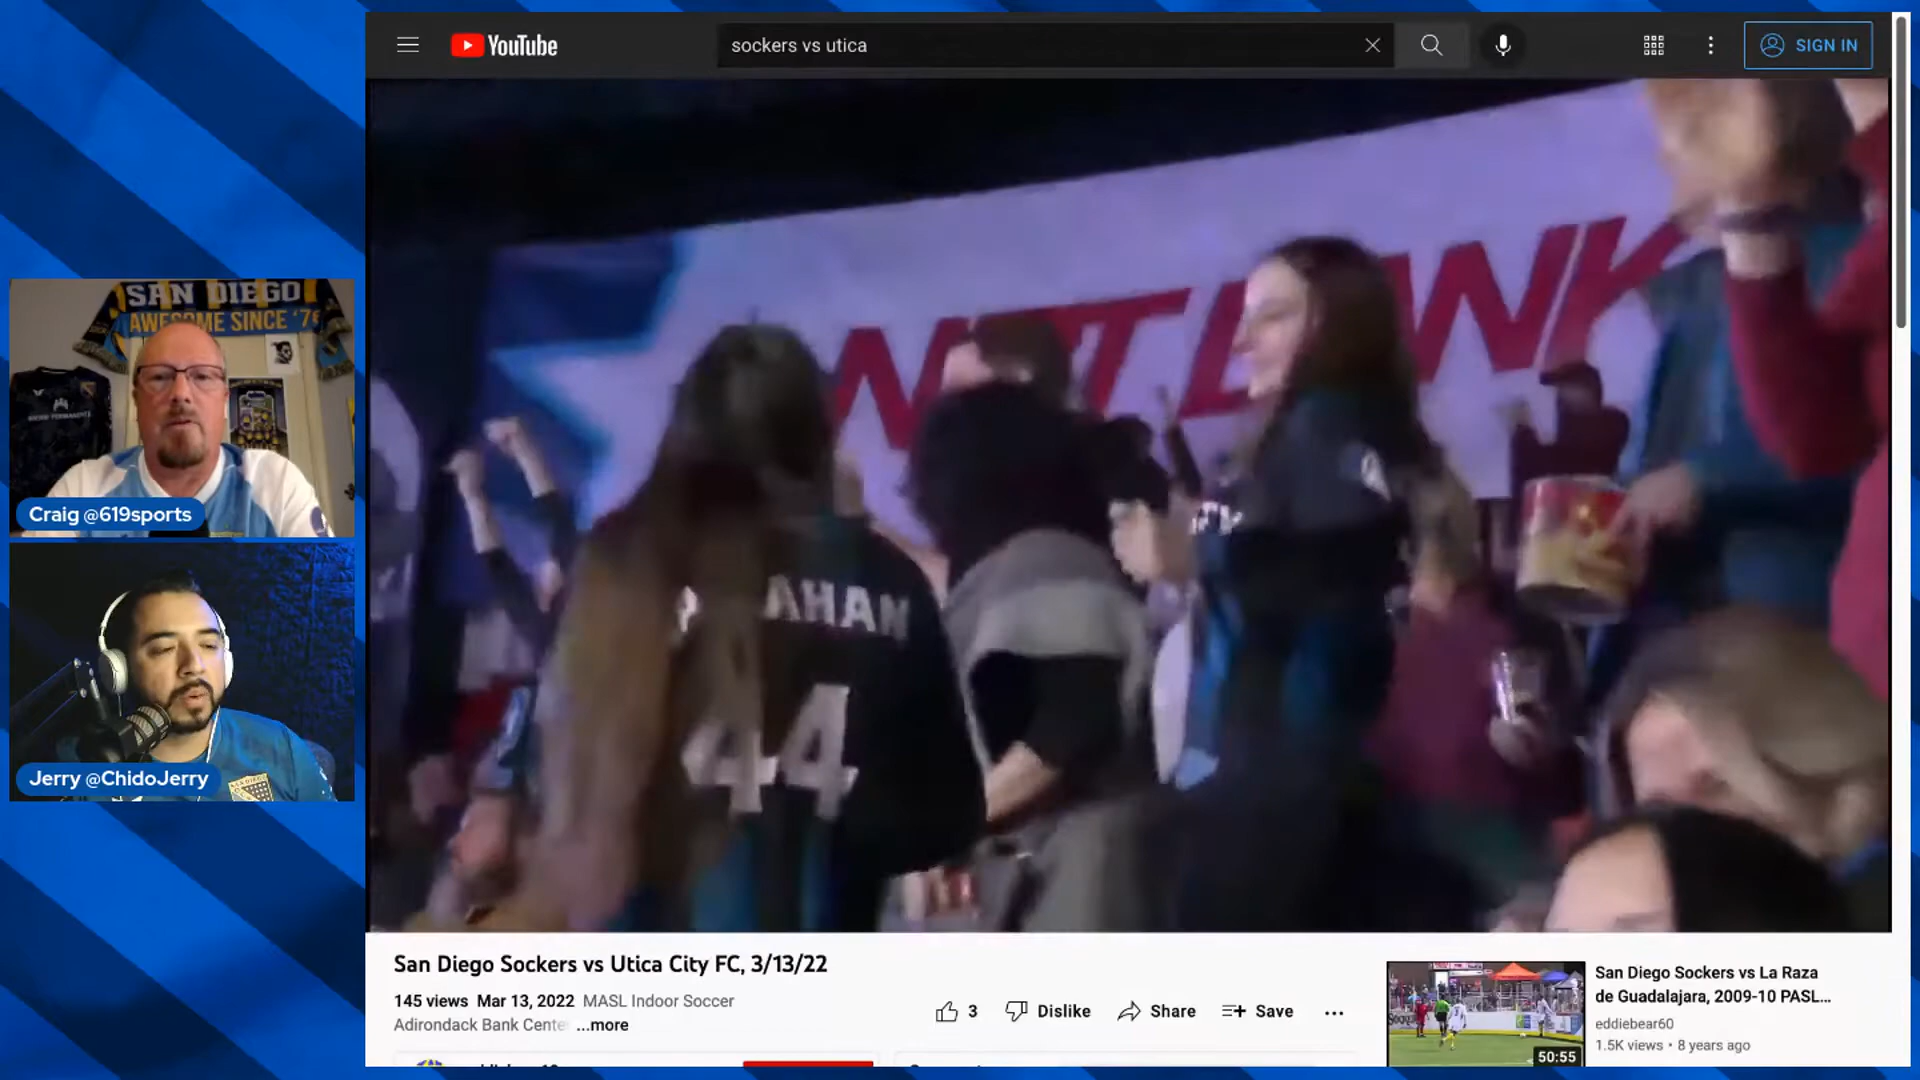 YouTube
sockers vs utica
SIGN IN
SAN DIEGO
AWESOME SINCE '78
Craig @619sports
Jerry @ChidoJerry
AHAN
44
San Diego Sockers vs Utica City FC, 3/13/22
145 views Mar 13, 2022 MASL Indoor Soccer
Adirondack Bank Cente ...more
3
Dislike
Share
Save
San Diego Sockers vs La Raza
de Guadalajara, 2009-10 PASL...
eddiebear60
1.5K views • 8 years ago
50:55